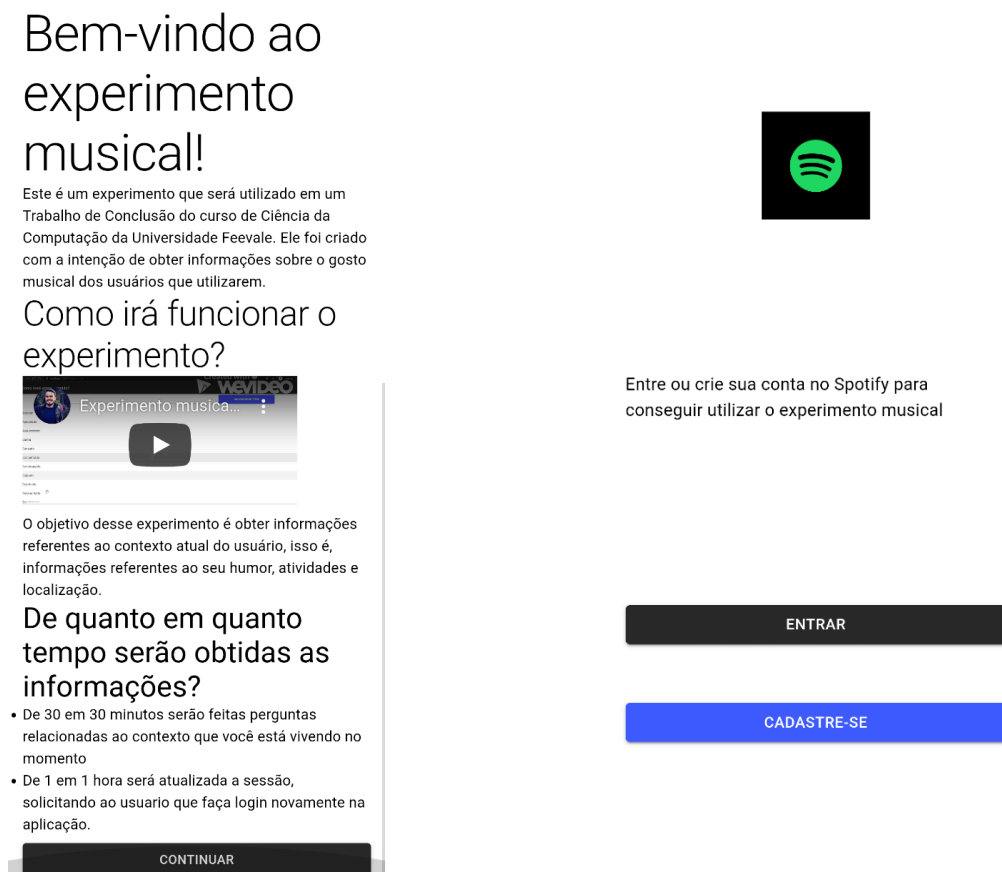 Bem-vindo ao
experimento
musical!
Este é um experimento que será utilizado em um
Trabalho de Conclusão do curso de Ciência da
Computação da Universidade Feevale. Ele foi criado
com a intenção de obter informações sobre o gosto
musical dos usuários que utilizarem.
Como irá funcionar o
experimento?
WEVIDEO
Experimento musica...
O objetivo desse experimento é obter informações
referentes ao contexto atual do usuário, isso é,
informações referentes ao seu humor, atividades e
localização.
De quanto em quanto
tempo serão obtidas as
informações?
• De 30 em 30 minutos serão feitas perguntas
relacionadas ao contexto que você está vivendo no
momento
• De 1 em 1 hora será atualizada a sessão,
solicitando ao usuario que faça login novamente na
aplicação.
CONTINUAR
Entre ou crie sua conta no Spotify para
conseguir utilizar o experimento musical
ENTRAR
CADASTRE-SE